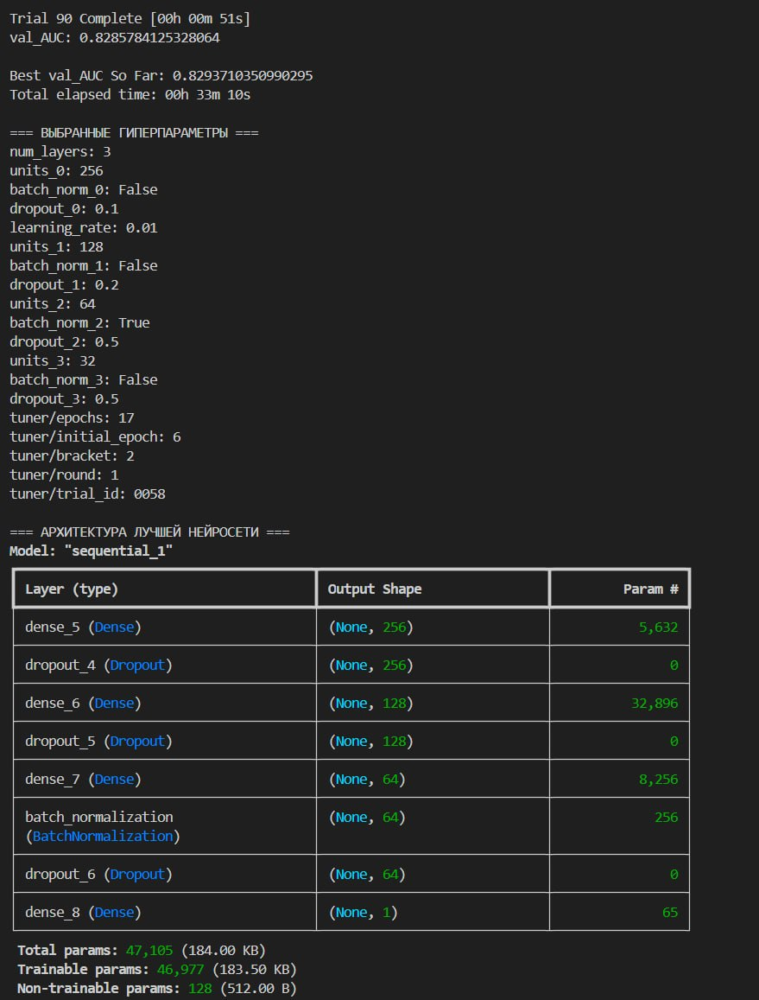 Trial 90 Complete [00h 00m 51s]
val_AUC: 0.8285784125328064
Best val_AUC So Far: 0.8293710350990295
Total elapsed time: 00h 33m 10s
=== ВЫБРАННЫЕ ГИПЕРПАРАМЕТРЫ ===
num_layers: 3
units_0: 256
batch_norm_0: False
dropout_0: 0.1
learning_rate: 0.01
units_1: 128
batch_norm_1: False
dropout_1: 0.2
units_2: 64
batch_norm_2: True
dropout_2: 0.5
units_3: 32
batch_norm_3: False
dropout_3: 0.5
tuner/epochs: 17
tuner/initial_epoch: 6
tuner/bracket: 2
tuner/round: 1
tuner/trial_id: 0058
=== АРХИТЕКТУРА ЛУЧШЕЙ НЕЙРОСЕТИ ===
Model: "sequential_1"
Layer (type) Output Shape Param #
dense_5 (Dense) (None, 256) 5,632
dropout_4 (Dropout) (None, 256) 0
dense_6 (Dense) (None, 128) 32,896
dropout_5 (Dropout) (None, 128) 0
dense_7 (Dense) (None, 64) 8,256
batch_normalization (None, 64) 256
(BatchNormalization)
dropout_6 (Dropout) (None, 64) 0
dense_8 (Dense) (None, 1) 65
Total params: 47,105 (184.00 KB)
Trainable params: 46,977 (183.50 KB)
Non-trainable params: 128 (512.00 B)